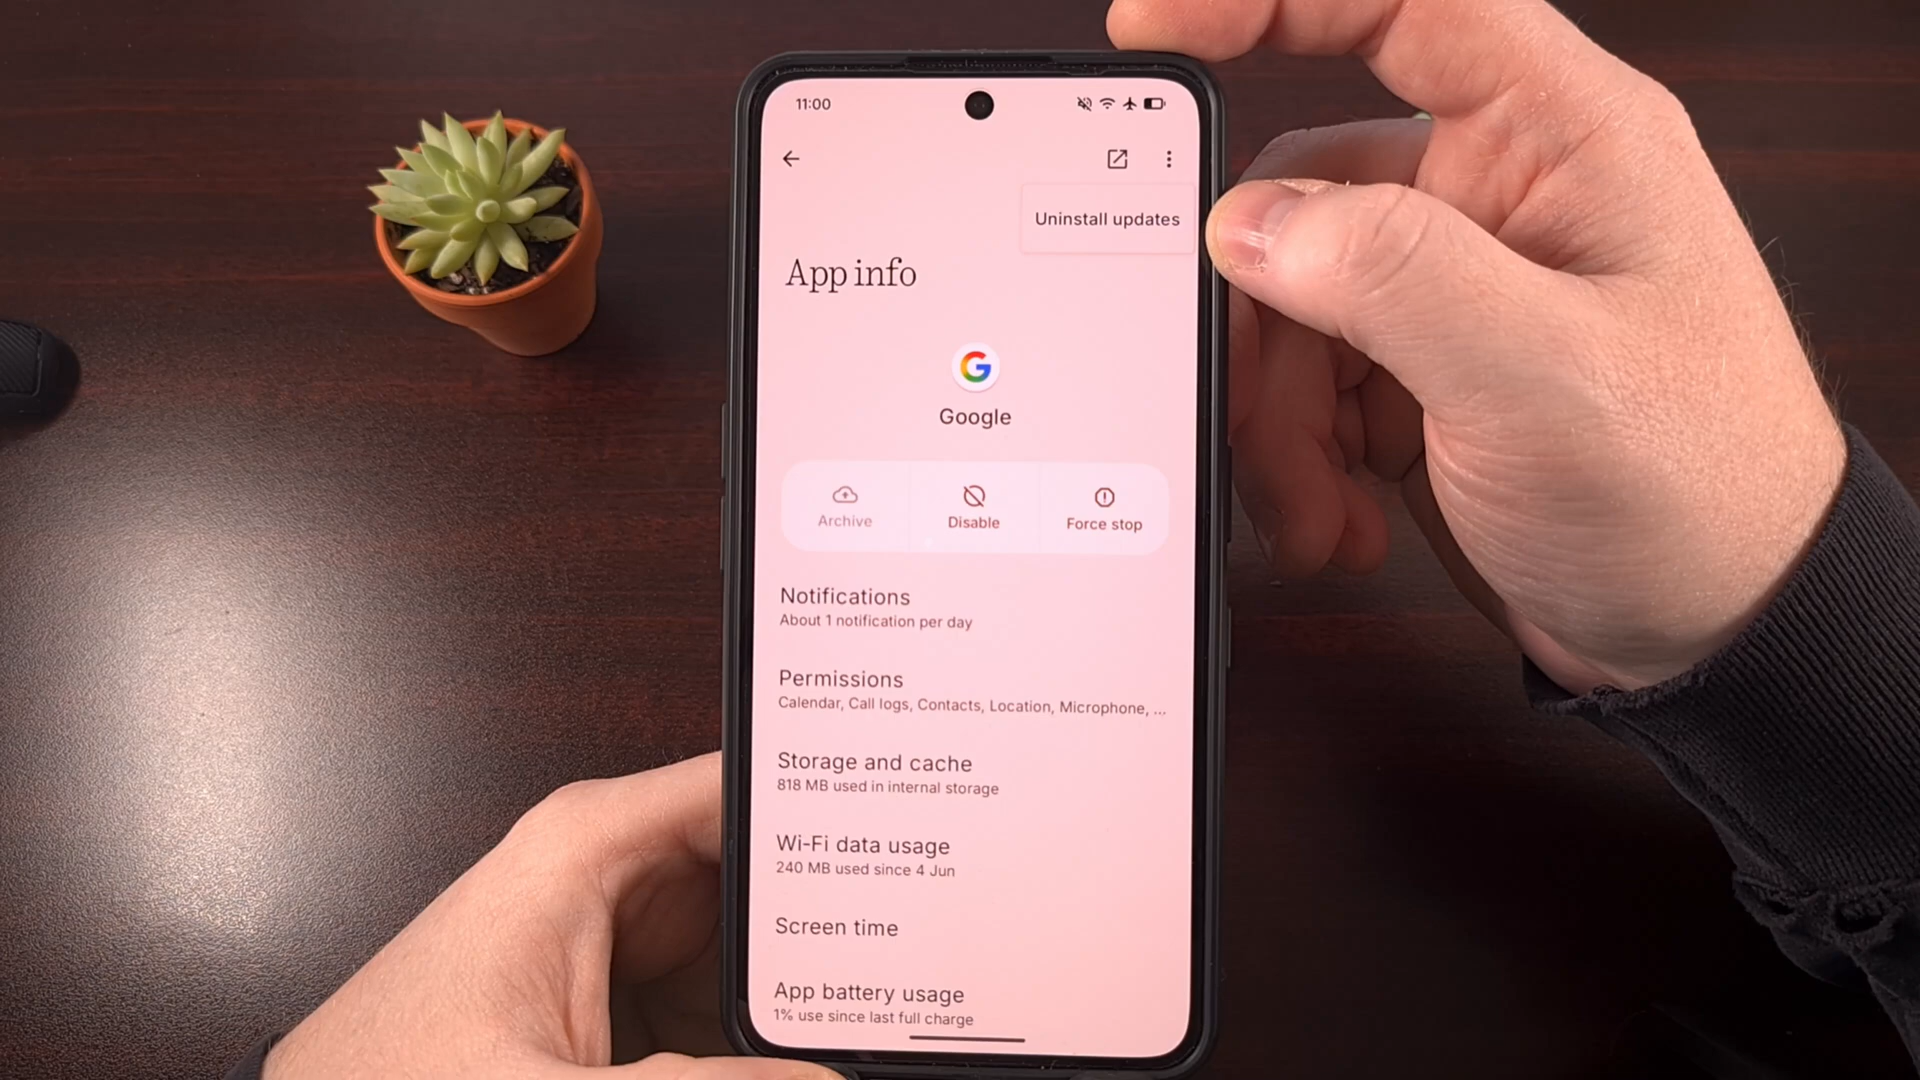 11:00
Uninstall updates
App info
Google
Archive
Disable
Force stop
Notifications
About 1 notification per day
Permissions
Calendar, Call logs, Contacts, Location, Microphone, ...
Storage and cache
818 MB used in internal storage
Wi-Fi data usage
240 MB used since 4 Jun
Screen time
App battery usage
1% use since last full charge